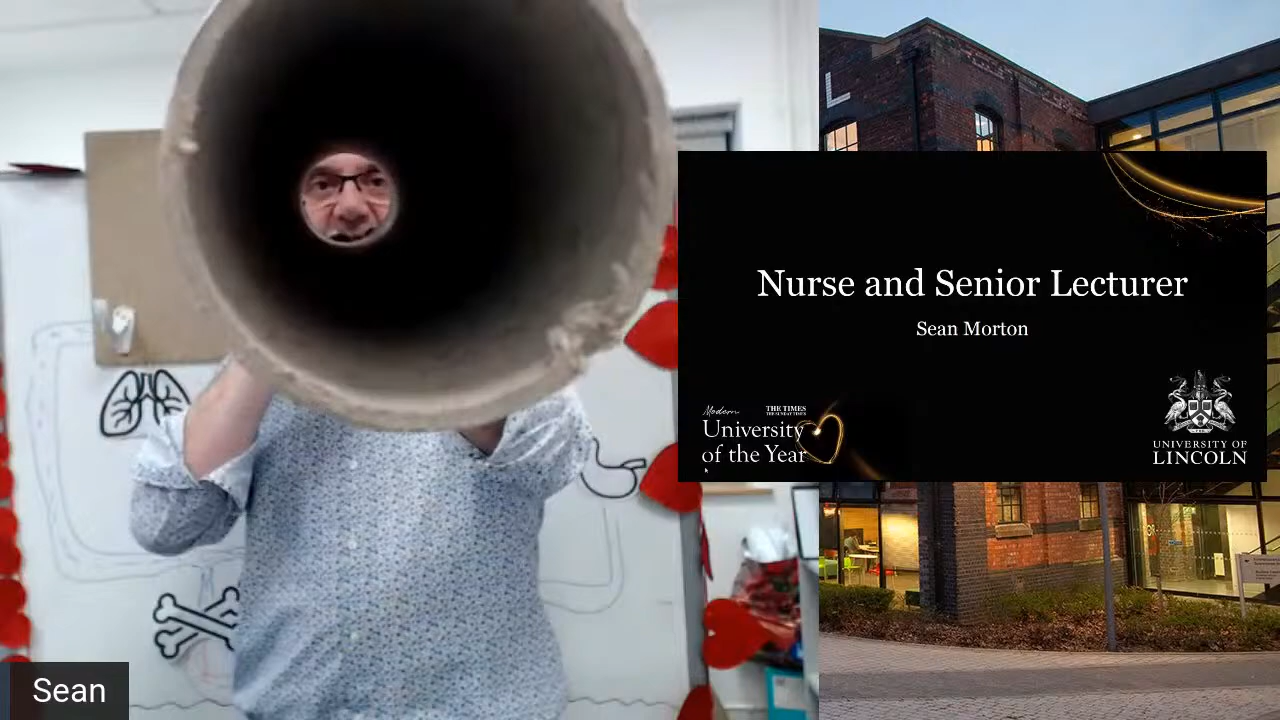 L
Nurse and Senior Lecturer
Sean Morton
Modern
THE TIMES
THE SUNDAY TIMES
University
of the Year
UNIVERSITY OF
LINCOLN
Sean